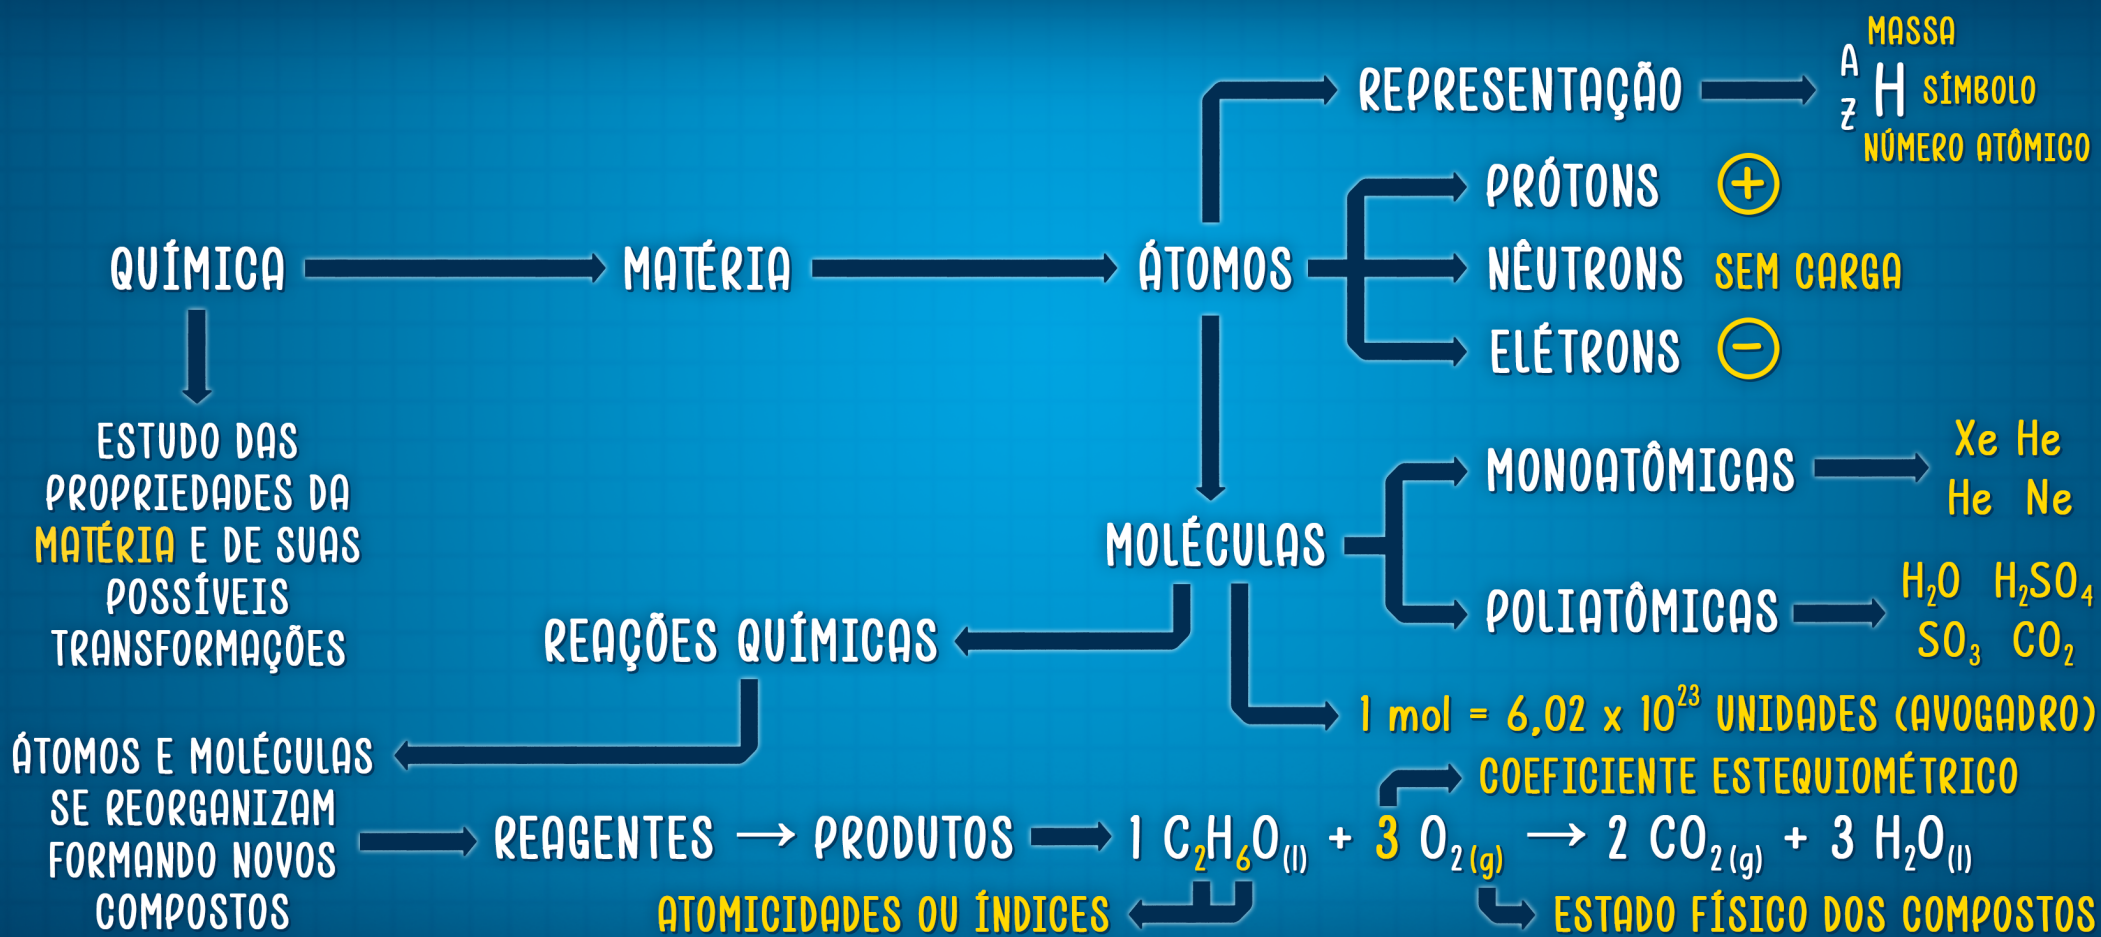 QUÍMICA
MATÉRIA
ÁTOMOS
REPRESENTAÇÃO
MASSA
A
H SÍMBOLO
Z
NÚMERO ATÔMICO
PRÓTONS +
NÊUTRONS SEM CARGA
ELÉTRONS −
ESTUDO DAS
PROPRIEDADES DA
MATÉRIA E DE SUAS
POSSÍVEIS
TRANSFORMAÇÕES
MOLÉCULAS
MONOATÔMICAS
Xe He
He Ne
POLIATÔMICAS
H₂O H₂SO₄
SO₃ CO₂
1 mol = 6,02 x 10²³ UNIDADES (AVOGADRO)
REAÇÕES QUÍMICAS
ÁTOMOS E MOLÉCULAS
SE REORGANIZAM
FORMANDO NOVOS
COMPOSTOS
REAGENTES → PRODUTOS
COEFICIENTE ESTEQUIOMÉTRICO
1 C₂H₆O(l) + 3 O₂(g) → 2 CO₂(g) + 3 H₂O(l)
ATOMICIDADES OU ÍNDICES
ESTADO FÍSICO DOS COMPOSTOS